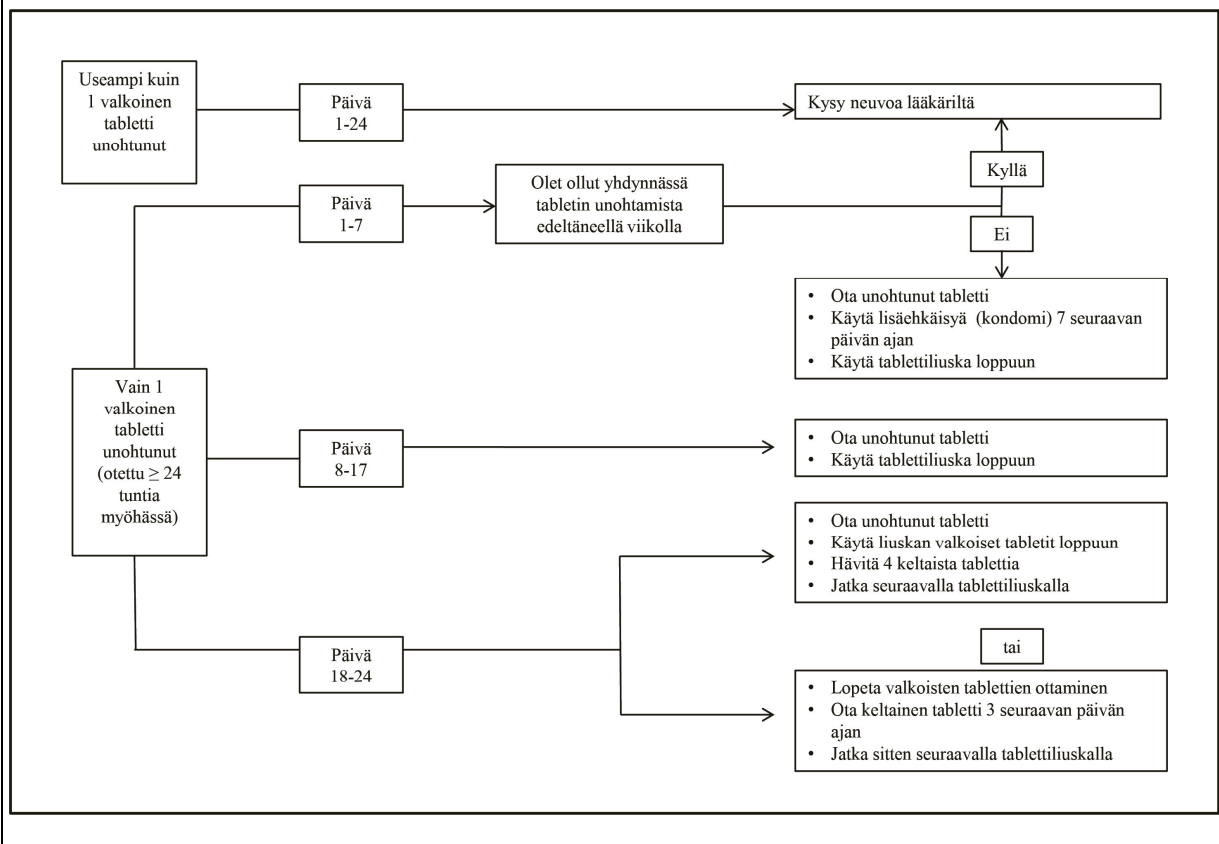 Useampi kuin
1 valkoinen
tabletti
unohtunut
Päivä
1-24
Kysy neuvoa lääkäriltä
Kyllä
Päivä
1-7
Olet ollut yhdynnässä
tabletin unohtamista
edeltäneellä viikolla
Ei
• Ota unohtunut tabletti
• Käytä lisäehkäisyä (kondomi) 7 seuraavan
päivän ajan
• Käytä tablettiliuska loppuun
Vain 1
valkoinen
tabletti
unohtunut
(otettu ≥ 24
tuntia
myöhässä)
Päivä
8-17
• Ota unohtunut tabletti
• Käytä tablettiliuska loppuun
• Ota unohtunut tabletti
• Käytä liuskan valkoiset tabletit loppuun
• Hävitä 4 keltaista tablettia
• Jatka seuraavalla tablettiliuskalla
Päivä
18-24
tai
• Lopeta valkoisten tablettien ottaminen
• Ota keltainen tabletti 3 seuraavan päivän
ajan
• Jatka sitten seuraavalla tablettiliuskalla